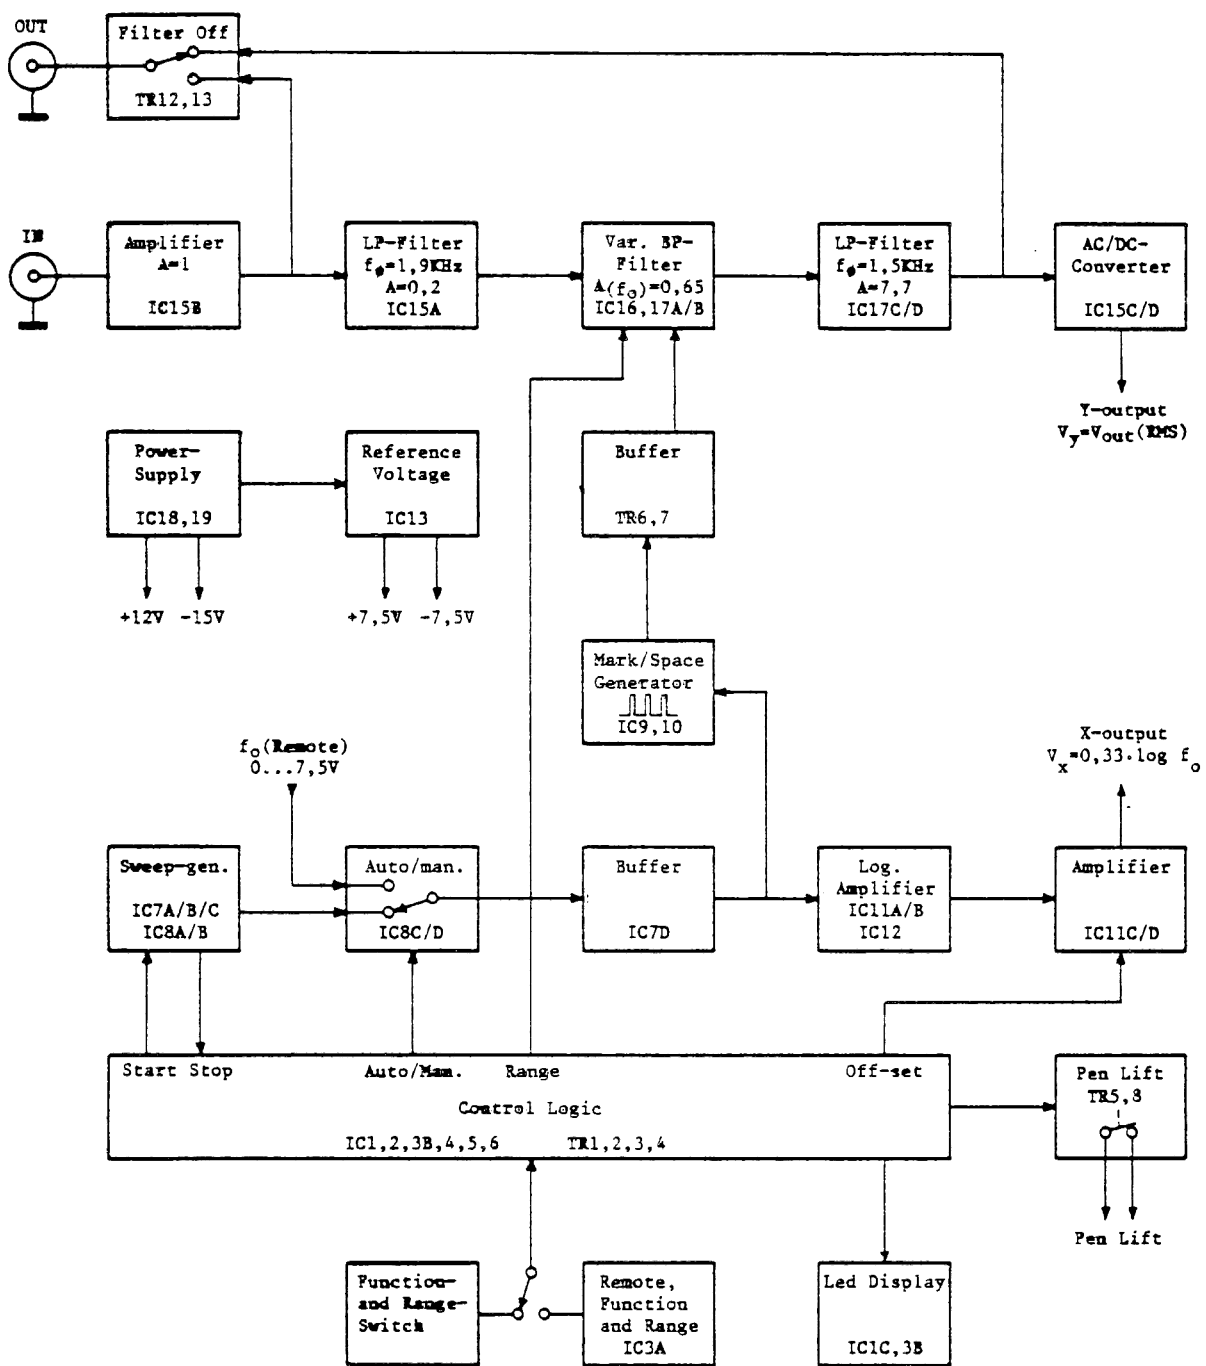 OUT
Filter Off
TR12,13
IN
Amplifier
A=1
IC15B
LP-Filter
fø=1,9KHz
A=0,2
IC15A
Var. BP-
Filter
A(fo)=0,65
IC16,17A/B
LP-Filter
fø=1,5KHz
A=7,7
IC17C/D
AC/DC-
Converter
IC15C/D
Y-output
Vy=Vout(RMS)
Power-
Supply
IC18,19
+12V -15V
Reference
Voltage
IC13
+7,5V -7,5V
Buffer
TR6,7
Mark/Space
Generator
IC9,10
fo(Remote)
0...7,5V
X-output
Vx=0,33.log fo
Sweep-gen.
IC7A/B/C
IC8A/B
Auto/man.
IC8C/D
Buffer
IC7D
Log.
Amplifier
IC11A/B
IC12
Amplifier
IC11C/D
Start Stop Auto/Man. Range Off-set
Control Logic
IC1,2,3B,4,5,6 TR1,2,3,4
Pen Lift
TR5,8
Pen Lift
Function-
and Range-
Switch
Remote,
Function
and Range
IC3A
Led Display
IC1C,3B